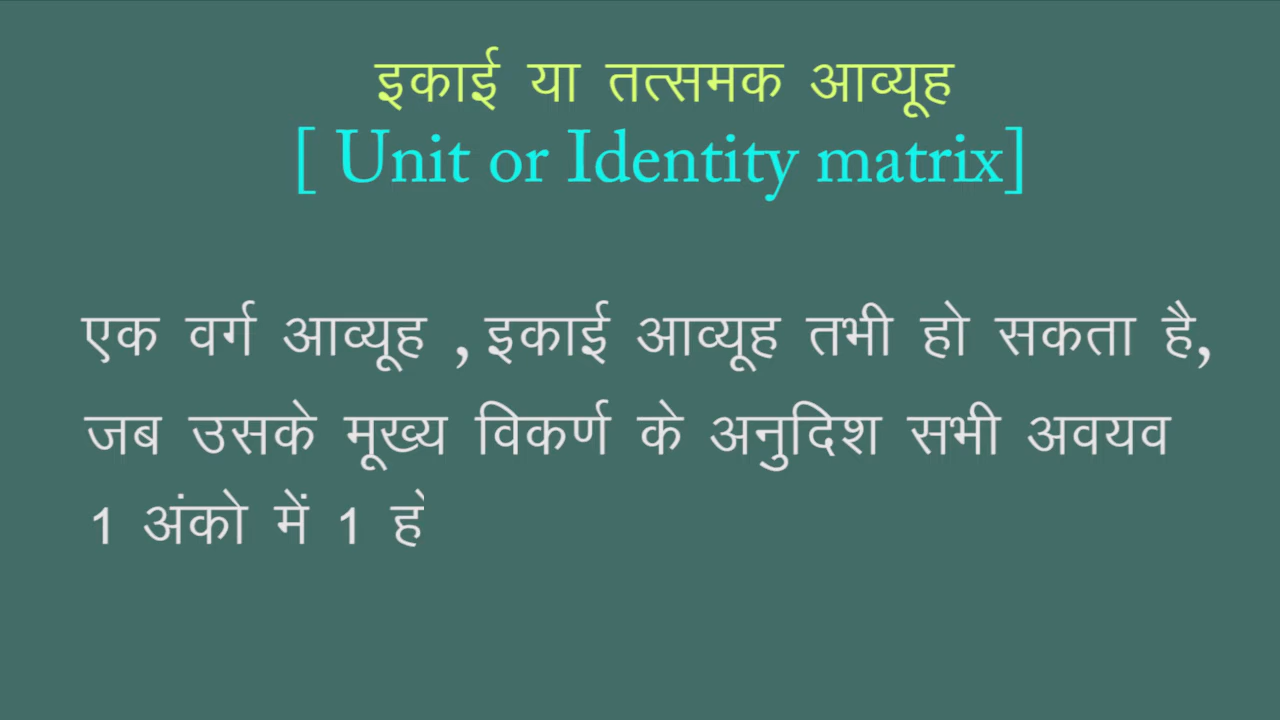 इकाई या तत्समक आव्यूह
[ Unit or Identity matrix]
एक वर्ग आव्यूह , इकाई आव्यूह तभी हो सकता है,
जब उसके मूख्य विकर्ण के अनुदिश सभी अवयव
1 अंको में 1